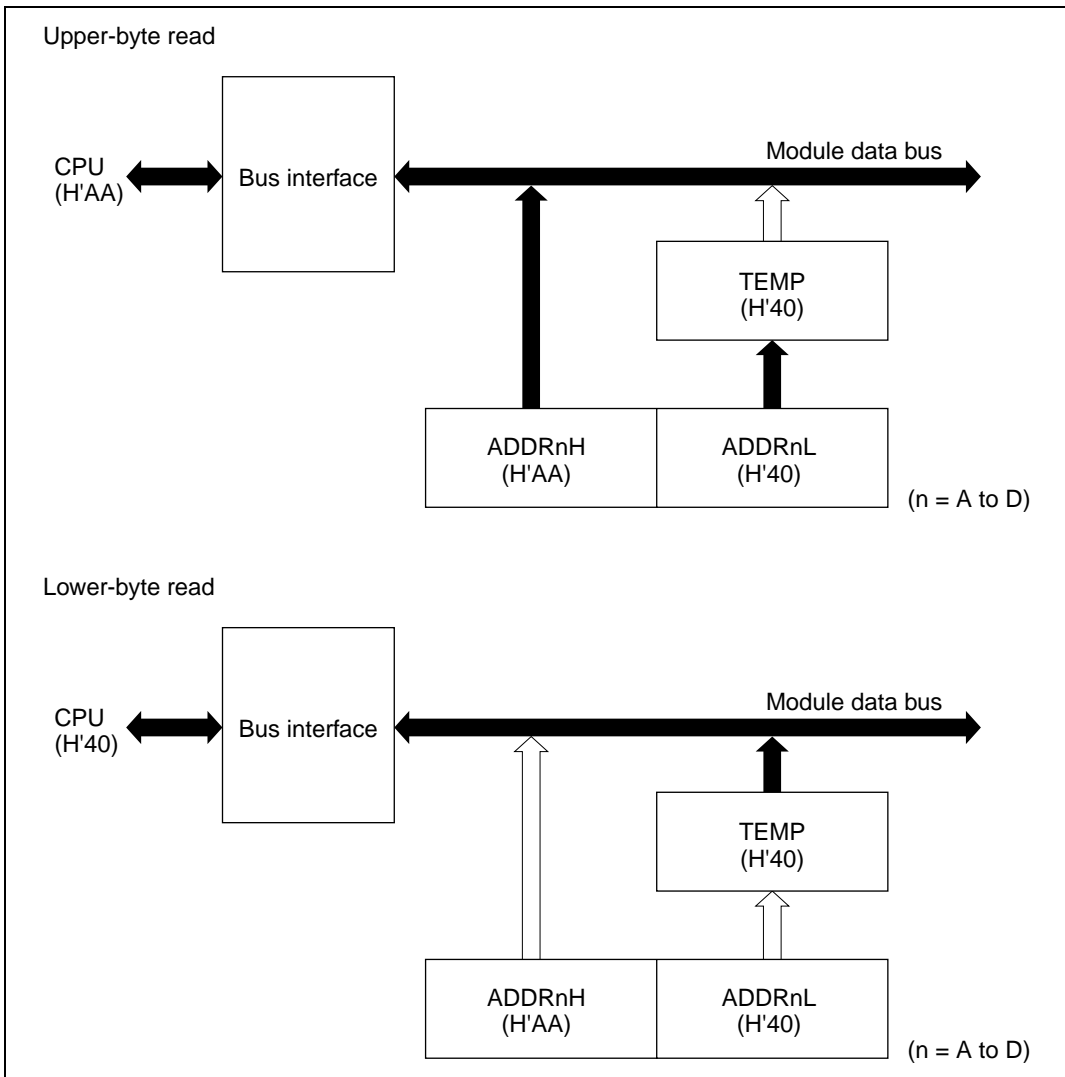 Upper-byte read
Module data bus
CPU
(H'AA)
Bus interface
TEMP
(H'40)
ADDRnH
(H'AA)
ADDRnL
(H'40)
(n = A to D)
Lower-byte read
Module data bus
CPU
(H'40)
Bus interface
TEMP
(H'40)
ADDRnH
(H'AA)
ADDRnL
(H'40)
(n = A to D)